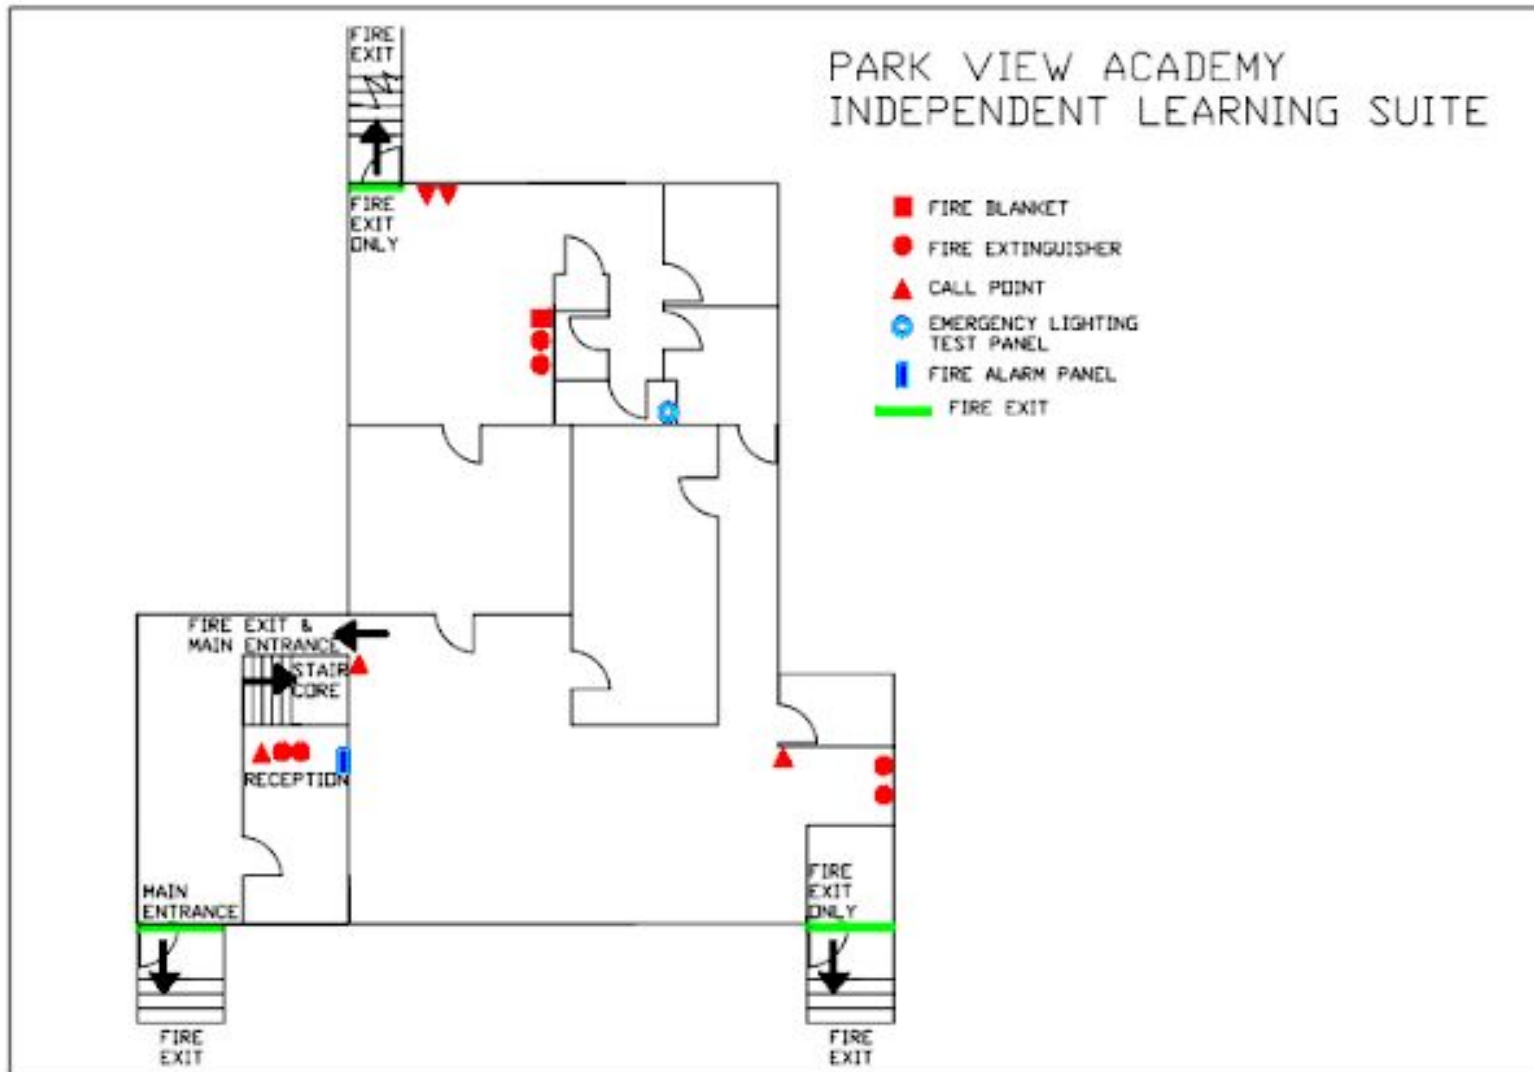 FIRE
EXIT
PARK VIEW ACADEMY
INDEPENDENT LEARNING SUITE
FIRE
EXIT
ONLY
FIRE BLANKET
FIRE EXTINGUISHER
CALL POINT
EMERGENCY LIGHTING
TEST PANEL
FIRE ALARM PANEL
FIRE EXIT
FIRE EXIT &
MAIN ENTRANCE
STAIR
CORE
RECEPTION
MAIN
ENTRANCE
FIRE
EXIT
ONLY
FIRE
EXIT
FIRE
EXIT